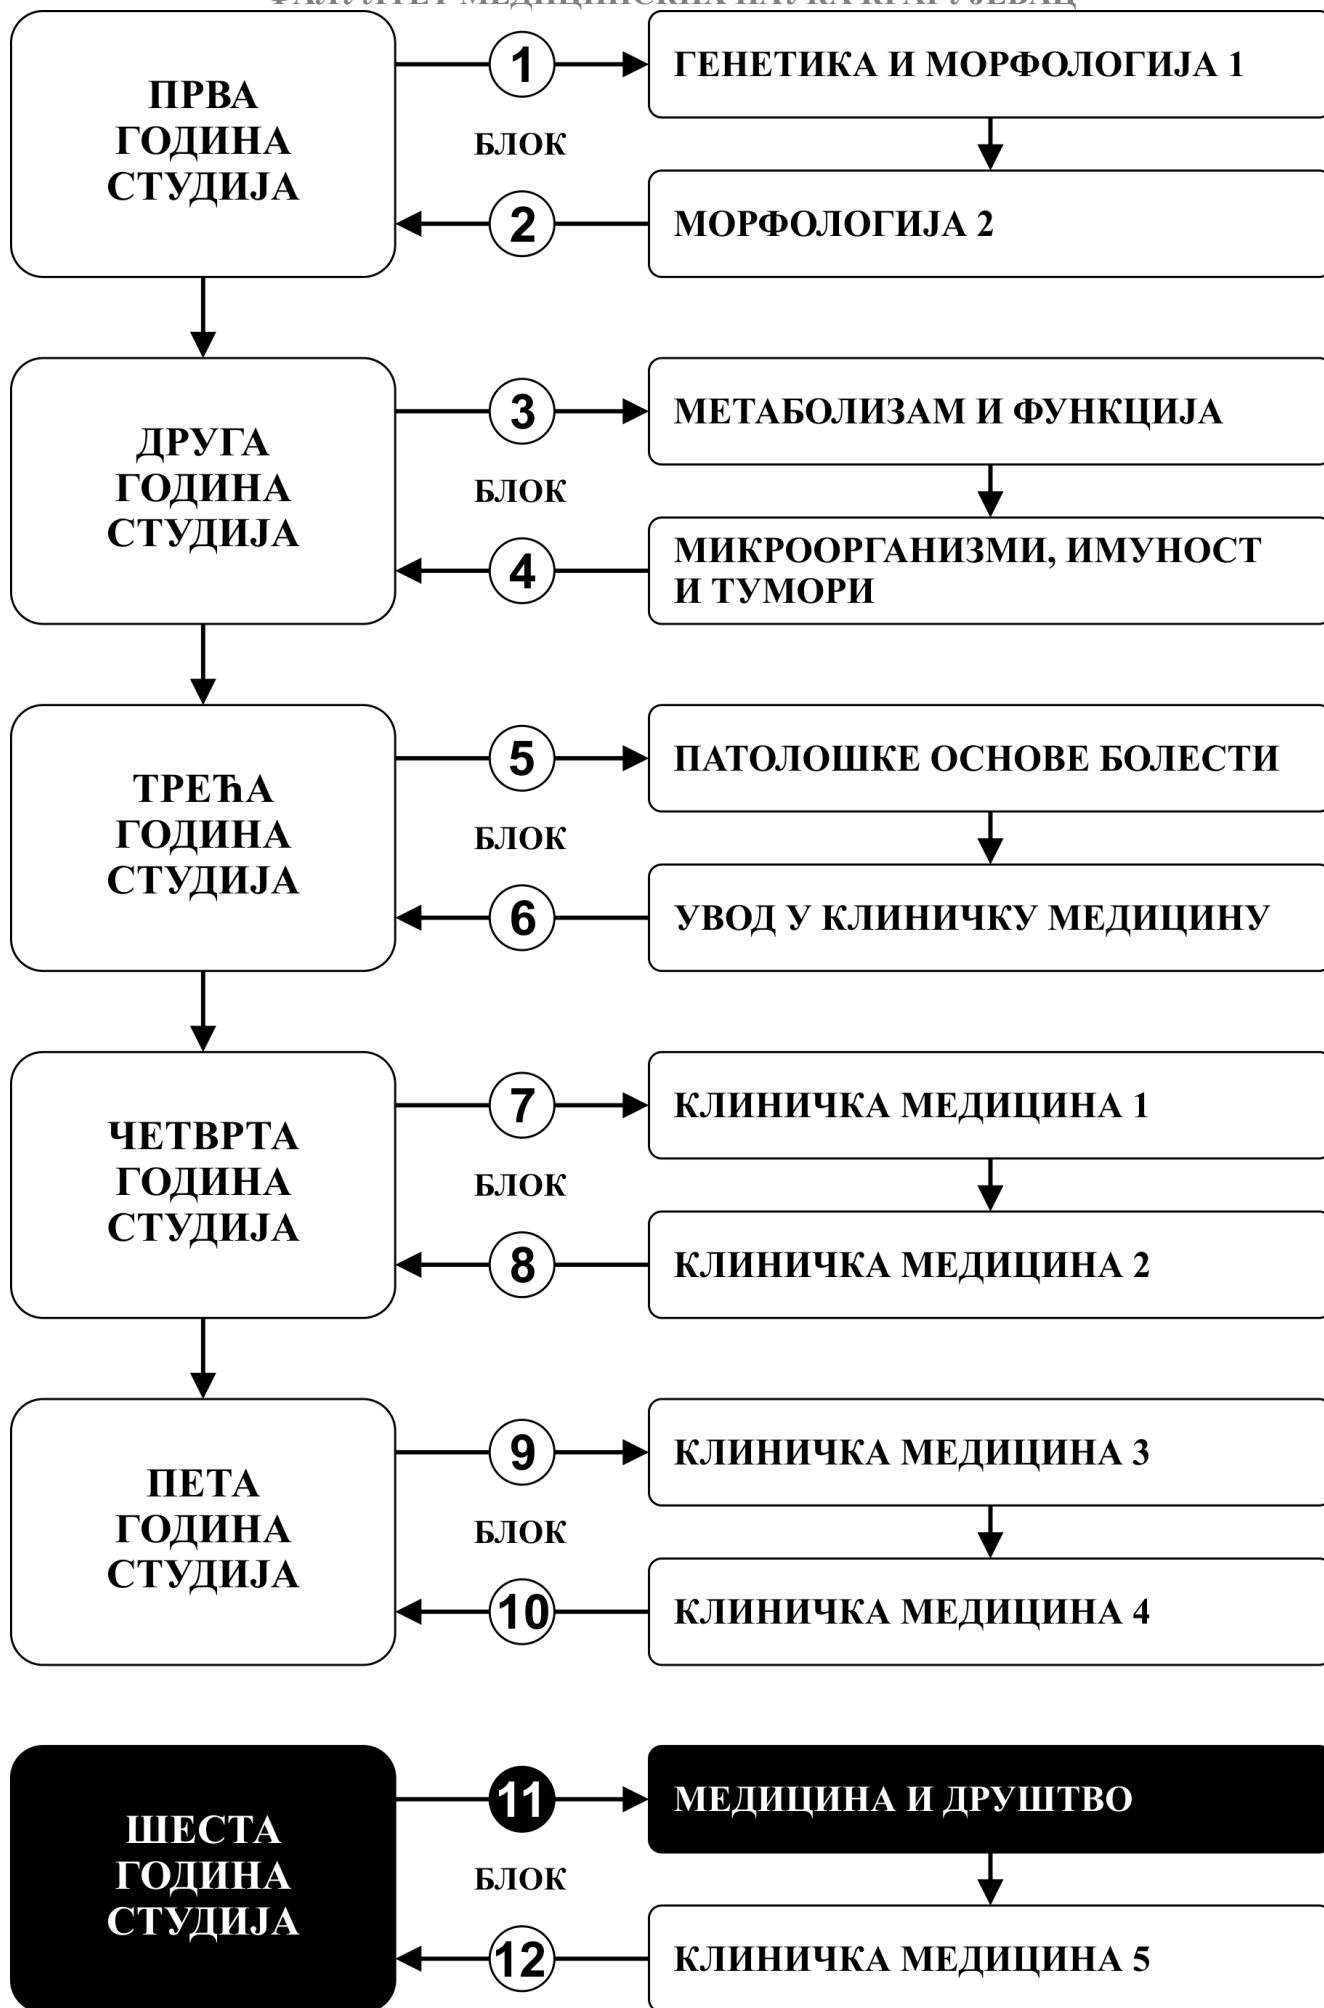 ПРВА
ГОДИНА
СТУДИЈА
1
БЛОК
2
ГЕНЕТИКА И МОРФОЛОГИЈА 1
МОРФОЛОГИЈА 2
ДРУГА
ГОДИНА
СТУДИЈА
3
БЛОК
4
МЕТАБОЛИЗАМ И ФУНКЦИЈА
МИКРООРГАНИЗМИ, ИМУНОСТ
И ТУМОРИ
ТРЕЋА
ГОДИНА
СТУДИЈА
5
БЛОК
6
ПАТОЛОШКЕ ОСНОВЕ БОЛЕСТИ
УВОД У КЛИНИЧКУ МЕДИЦИНУ
ЧЕТВРТА
ГОДИНА
СТУДИЈА
7
БЛОК
8
КЛИНИЧКА МЕДИЦИНА 1
КЛИНИЧКА МЕДИЦИНА 2
ПЕТА
ГОДИНА
СТУДИЈА
9
БЛОК
10
КЛИНИЧКА МЕДИЦИНА 3
КЛИНИЧКА МЕДИЦИНА 4
ШЕСТА
ГОДИНА
СТУДИЈА
11
БЛОК
12
МЕДИЦИНА И ДРУШТВО
КЛИНИЧКА МЕДИЦИНА 5